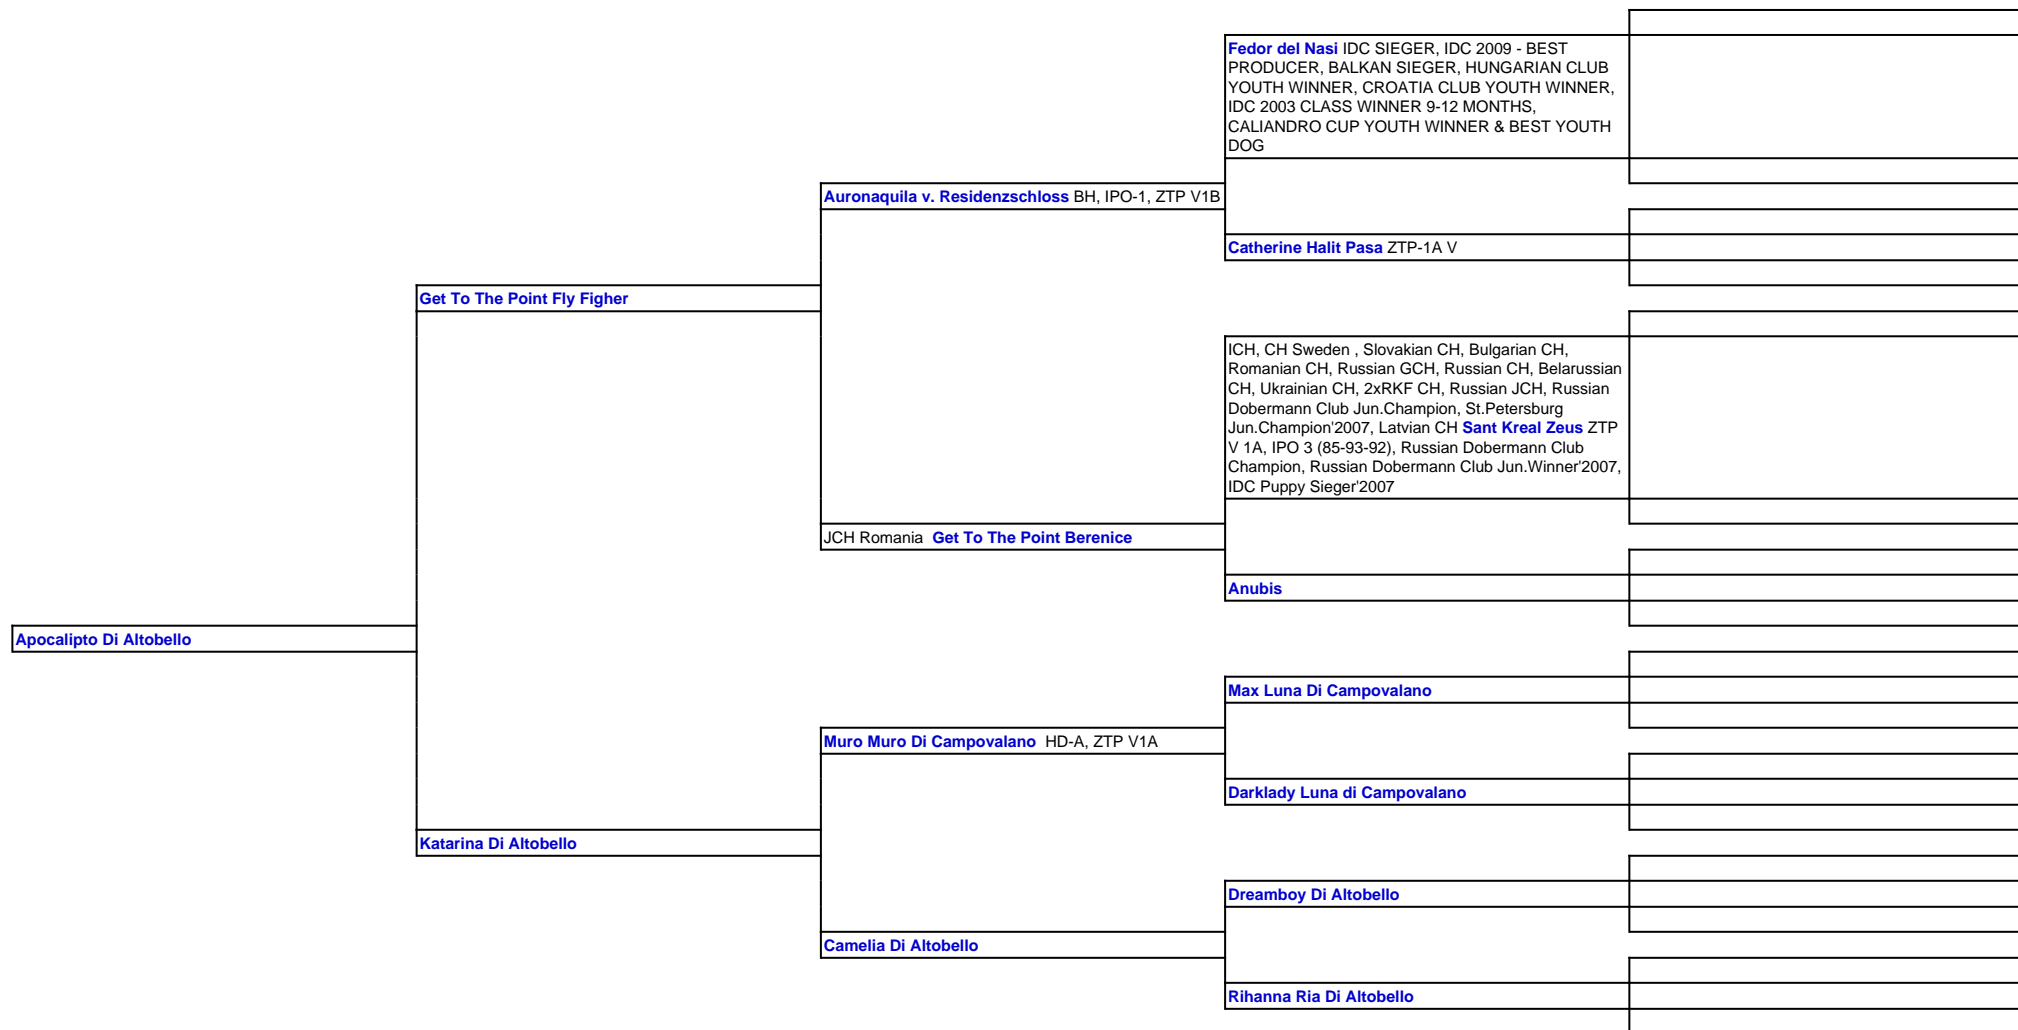 Fedor del Nasi IDC SIEGER, IDC 2009 - BEST
PRODUCER, BALKAN SIEGER, HUNGARIAN CLUB
YOUTH WINNER, CROATIA CLUB YOUTH WINNER,
IDC 2003 CLASS WINNER 9-12 MONTHS,
CALIANDRO CUP YOUTH WINNER & BEST YOUTH
DOG
Auronaquila v. Residenzschloss BH, IPO-1, ZTP V1B
Catherine Halit Pasa ZTP-1A V
Get To The Point Fly Figher
ICH, CH Sweden , Slovakian CH, Bulgarian CH,
Romanian CH, Russian GCH, Russian CH, Belarussian
CH, Ukrainian CH, 2xRKF CH, Russian JCH, Russian
Dobermann Club Jun.Champion, St.Petersburg
Jun.Champion'2007, Latvian CH Sant Kreal Zeus ZTP
V 1A, IPO 3 (85-93-92), Russian Dobermann Club
Champion, Russian Dobermann Club Jun.Winner'2007,
IDC Puppy Sieger'2007
JCH Romania  Get To The Point Berenice
Anubis
Apocalipto Di Altobello
Max Luna Di Campovalano
Muro Muro Di Campovalano  HD-A, ZTP V1A
Darklady Luna di Campovalano
Katarina Di Altobello
Dreamboy Di Altobello
Camelia Di Altobello
Rihanna Ria Di Altobello